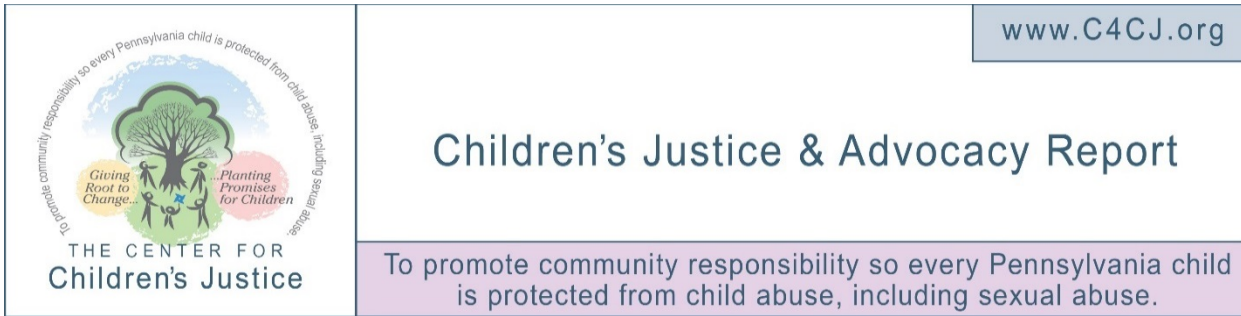 To promote community responsibility so every Pennsylvania child is protected from child abuse, including sexual abuse.
Giving
Root to
Change...
...Planting
Promises
for Children
THE CENTER FOR
Children's Justice
www.C4CJ.org
Children's Justice & Advocacy Report
To promote community responsibility so every Pennsylvania child
is protected from child abuse, including sexual abuse.